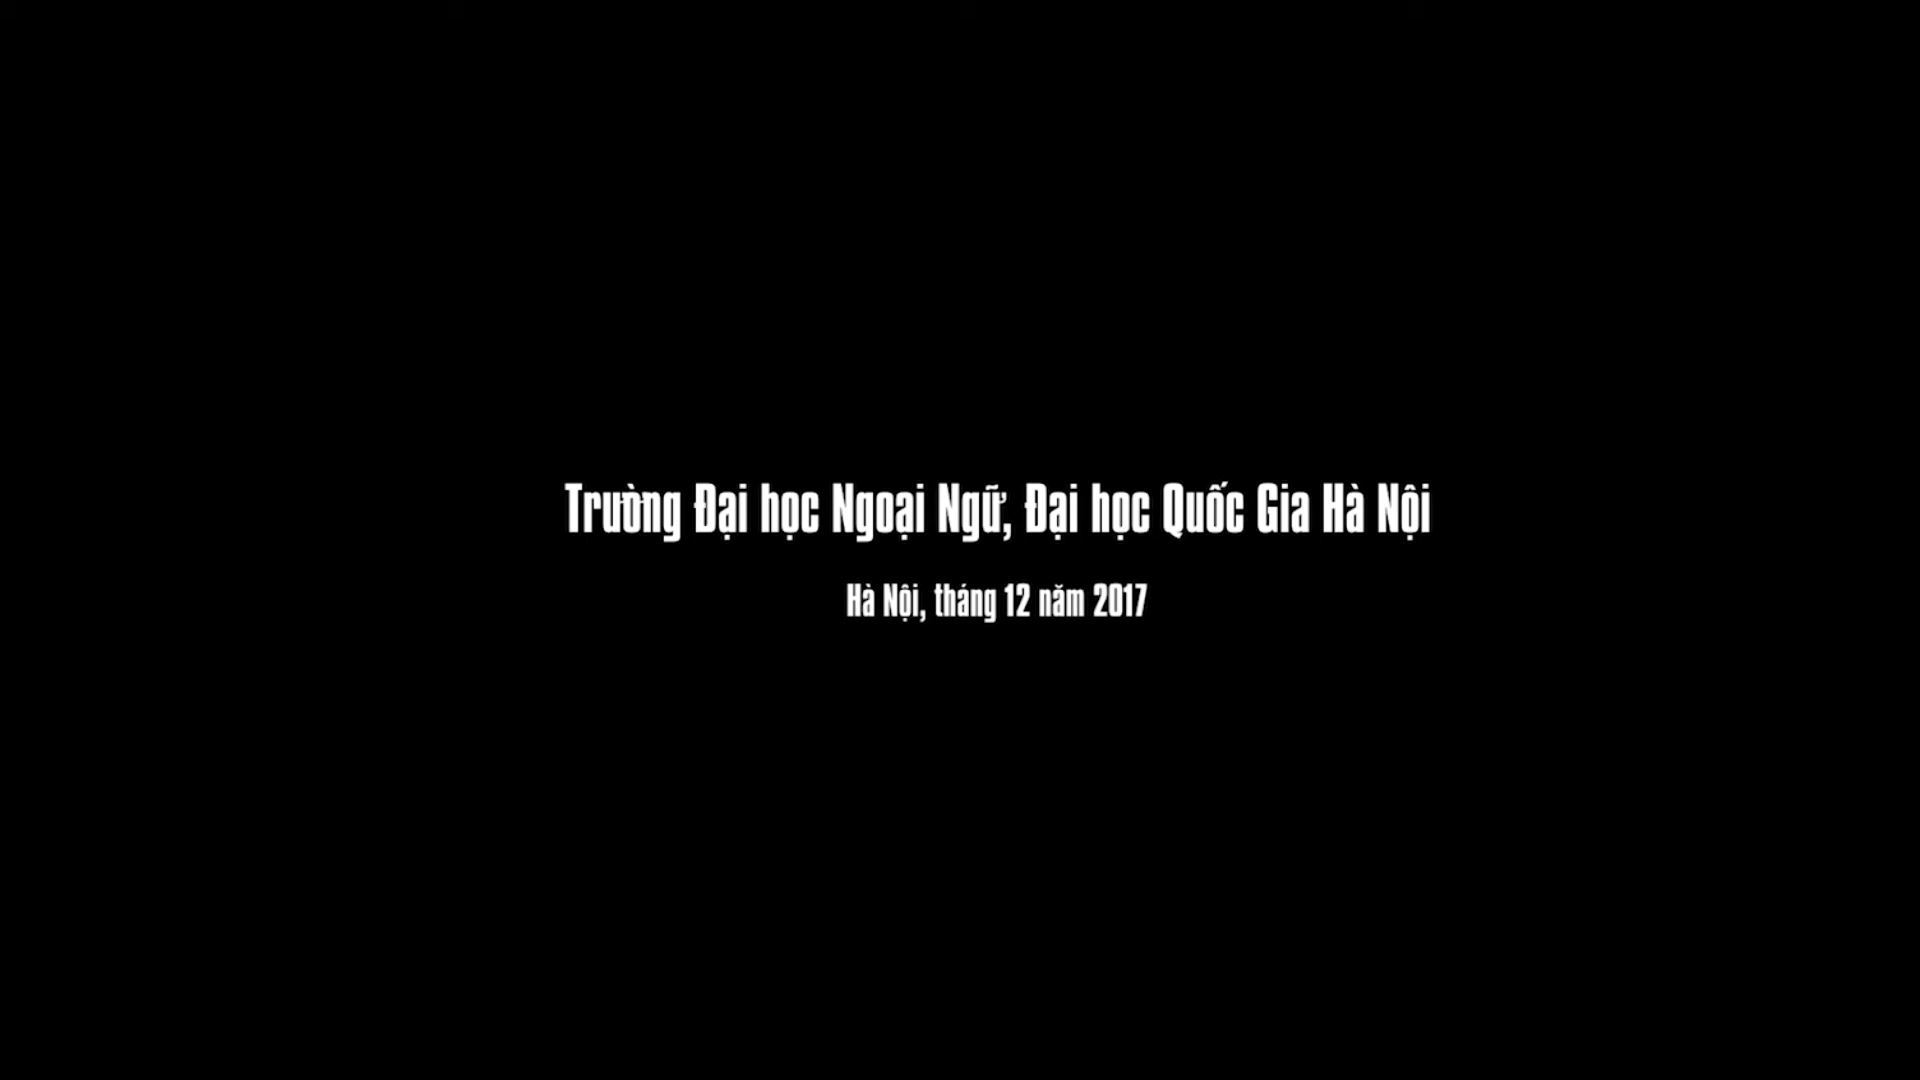 Trường Đại học Ngoại Ngữ, Đại học Quốc Gia Hà Nội
Hà Nội, tháng 12 năm 2017